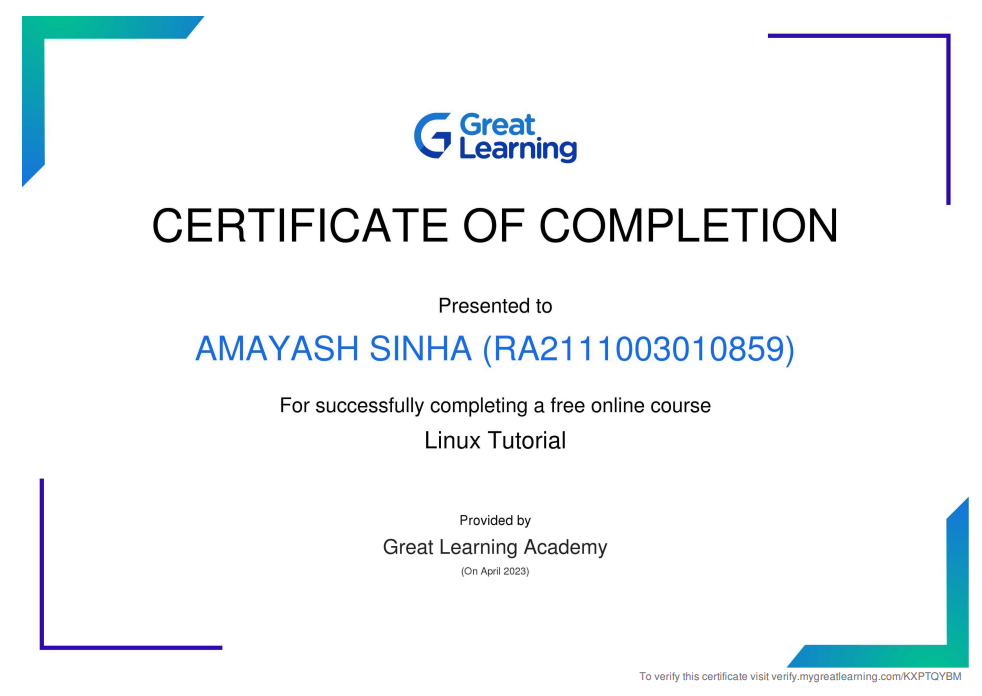 Great
Learning
CERTIFICATE OF COMPLETION
Presented to
AMAYASH SINHA (RA2111003010859)
For successfully completing a free online course
Linux Tutorial
Provided by
Great Learning Academy
(On April 2023)
To verify this certificate visit verify.mygreatlearning.com/KXPTQYBM